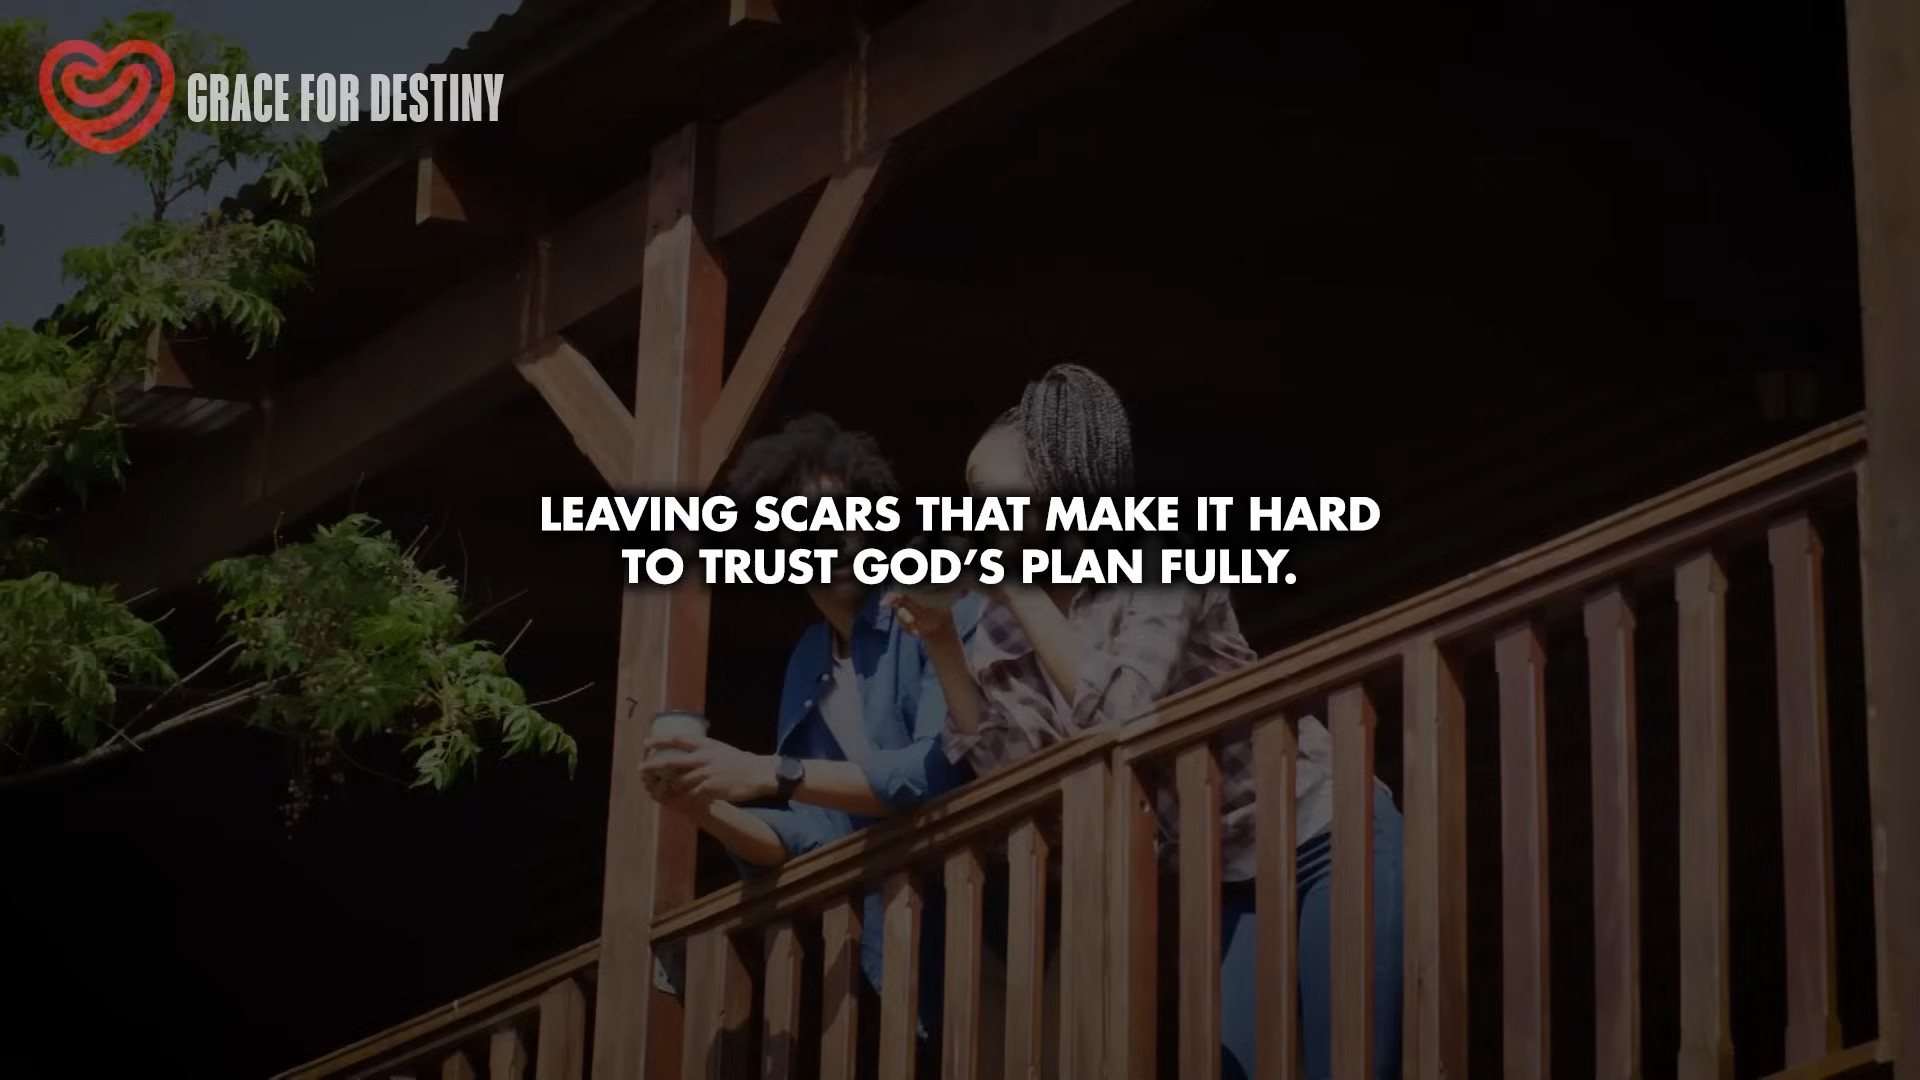 GRACE FOR DESTINY
LEAVING SCARS THAT MAKE IT HARD
TO TRUST GOD'S PLAN FULLY.